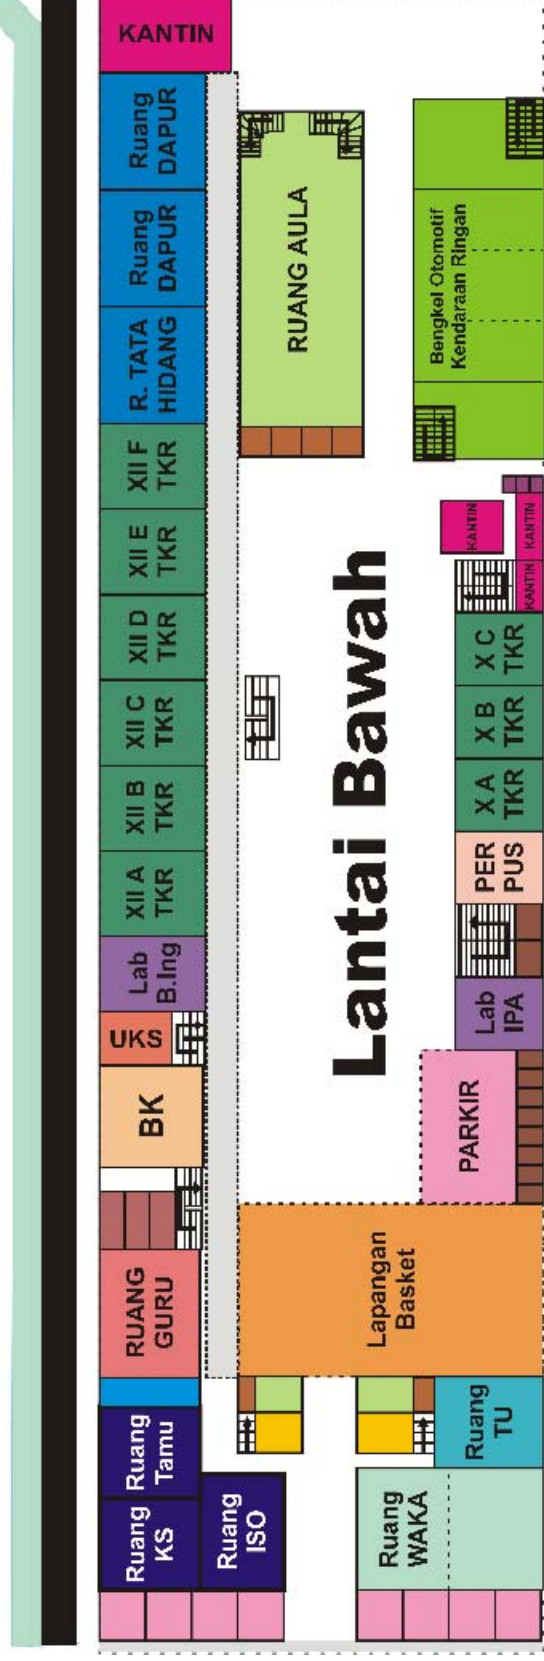 KANTIN
Ruang
DAPUR
Ruang
DAPUR
R. TATA
HIDANG
XII F
TKR
XII E
TKR
XII D
TKR
XII C
TKR
XII B
TKR
XII A
TKR
Lab
B.Ing
UKS
BK
RUANG
GURU
Ruang
Tamu
Ruang
KS
Ruang
ISO
RUANG AULA
Lantai Bawah
Bengkel Otomotif
Kendaraan Ringan
KANTIN
KANTIN
KANTIN
X C
TKR
X B
TKR
X A
TKR
PER
PUS
Lab
IPA
PARKIR
Lapangan
Basket
Ruang
TU
Ruang
WAKA